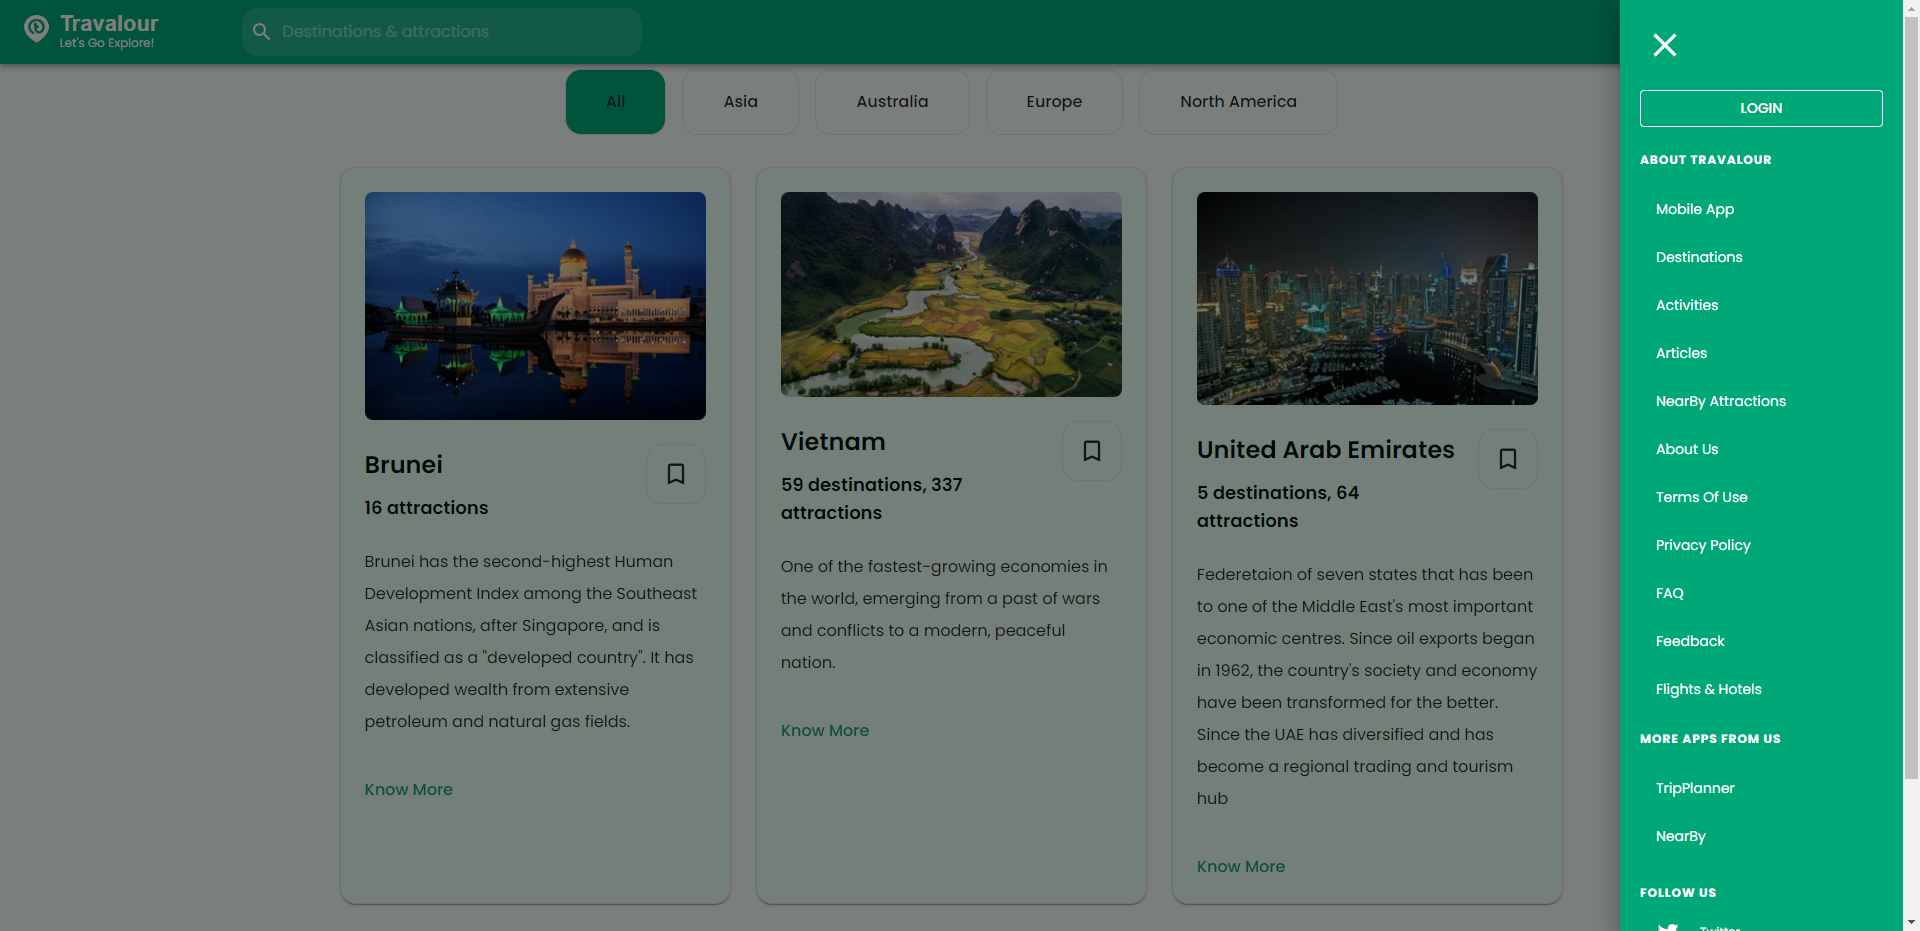 Travalour
Let's Go Explore!
Destinations & attractions
All
Asia
Australia
Europe
North America
Brunei
16 attractions
Brunei has the second-highest Human
Development Index among the Southeast
Asian nations, after Singapore, and is
classified as a "developed country". It has
developed wealth from extensive
petroleum and natural gas fields.
Know More
Vietnam
59 destinations, 337
attractions
One of the fastest-growing economies in
the world, emerging from a past of wars
and conflicts to a modern, peaceful
nation.
Know More
United Arab Emirates
5 destinations, 64
attractions
Federetaion of seven states that has been
to one of the Middle East's most important
economic centres. Since oil exports began
in 1962, the country's society and economy
have been transformed for the better.
Since the UAE has diversified and has
become a regional trading and tourism
hub
Know More
LOGIN
ABOUT TRAVALOUR
Mobile App
Destinations
Activities
Articles
NearBy Attractions
About Us
Terms Of Use
Privacy Policy
FAQ
Feedback
Flights & Hotels
MORE APPS FROM US
TripPlanner
NearBy
FOLLOW US
Twitter